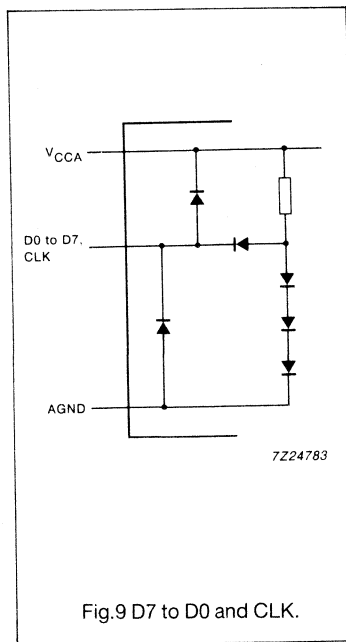 VCCA
D0 to D7,
CLK
AGND
7Z24783
Fig.9 D7 to D0 and CLK.